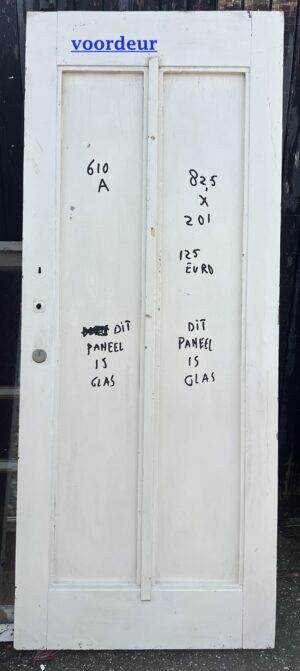 voordeur
610
A
DIT
PANEEL
IS
GLAS
82,5
X
201
125
EURO
DIT
PANEEL
IS
GLAS